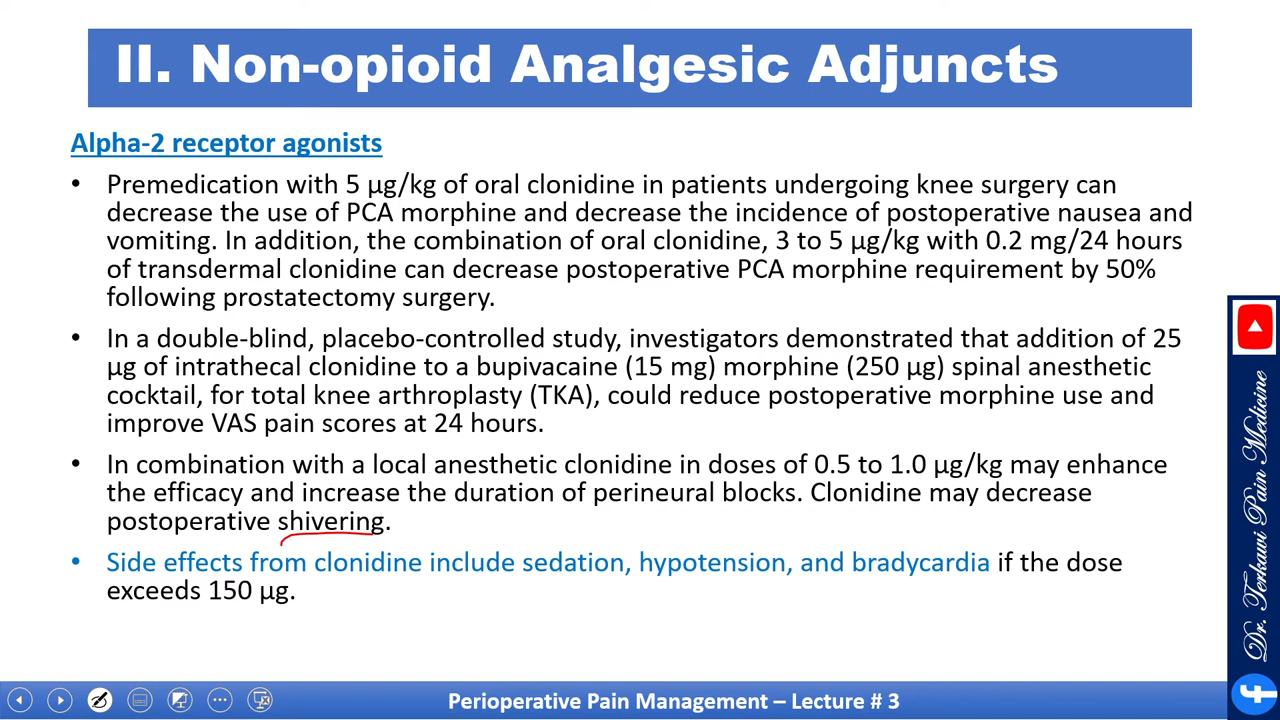 II. Non-opioid Analgesic Adjuncts
Alpha-2 receptor agonists
• Premedication with 5 µg/kg of oral clonidine in patients undergoing knee surgery can
decrease the use of PCA morphine and decrease the incidence of postoperative nausea and
vomiting. In addition, the combination of oral clonidine, 3 to 5 µg/kg with 0.2 mg/24 hours
of transdermal clonidine can decrease postoperative PCA morphine requirement by 50%
following prostatectomy surgery.
• In a double-blind, placebo-controlled study, investigators demonstrated that addition of 25
µg of intrathecal clonidine to a bupivacaine (15 mg) morphine (250 µg) spinal anesthetic
cocktail, for total knee arthroplasty (TKA), could reduce postoperative morphine use and
improve VAS pain scores at 24 hours.
• In combination with a local anesthetic clonidine in doses of 0.5 to 1.0 µg/kg may enhance
the efficacy and increase the duration of perineural blocks. Clonidine may decrease
postoperative shivering.
• Side effects from clonidine include sedation, hypotension, and bradycardia if the dose
exceeds 150 µg.
Dr. Terkawi Pain Medicine
Perioperative Pain Management – Lecture # 3